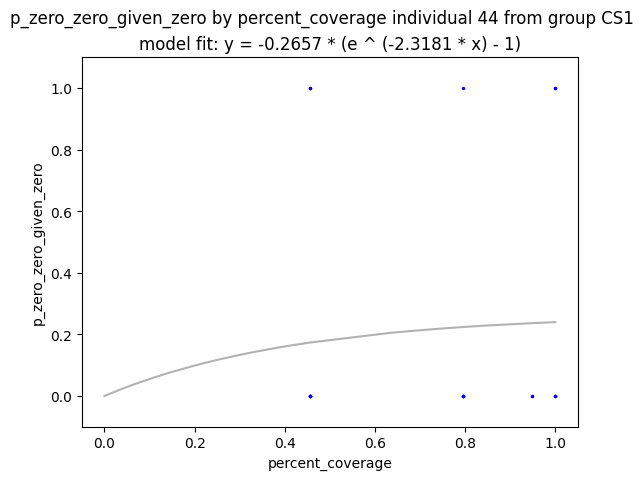 p_zero_zero_given_zero by percent_coverage individual 44 from group CS1
model fit: y = -0.2657 * (e ^ (-2.3181 * x) - 1)
1.0
0.8
0.6
0.4
0.2
0.0
p_zero_zero_given_zero
0.0 0.2 0.4 0.6 0.8 1.0
percent_coverage